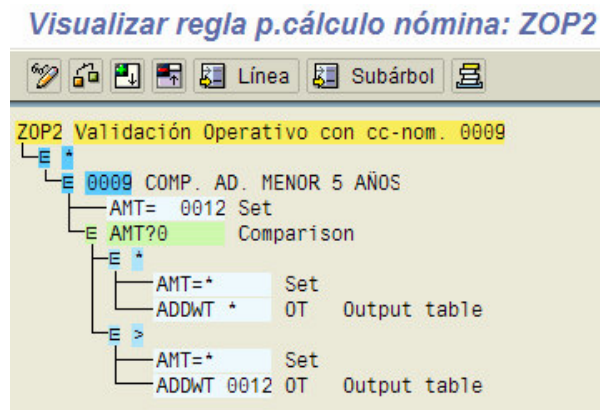 Visualizar regla p.cálculo nómina: ZOP2
Línea Subárbol
ZOP2 Validación Operativo con cc-nom. 0009
*
0009 COMP. AD. MENOR 5 AÑOS
AMT= 0012 Set
AMT?0 Comparison
*
AMT=* Set
ADDWT * OT Output table
>
AMT=* Set
ADDWT 0012 OT Output table